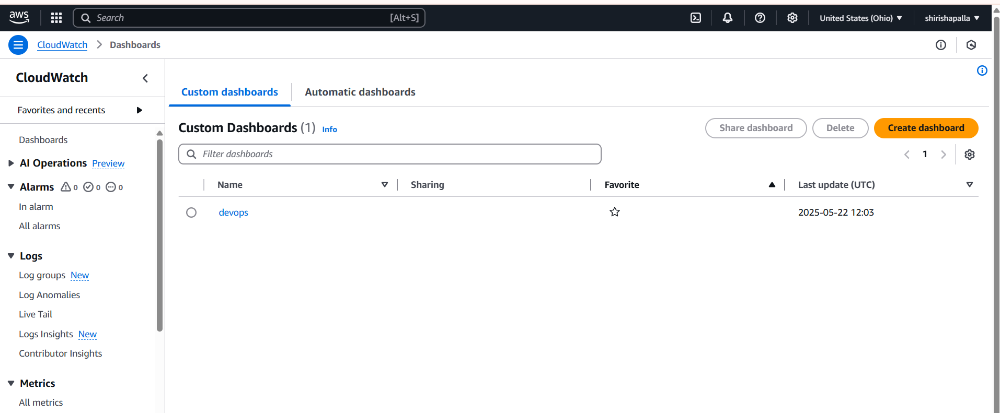 aws
Search [Alt+S]
United States (Ohio)
shirishapalla
CloudWatch
Dashboards
CloudWatch
Favorites and recents
Dashboards
AI Operations Preview
Alarms 0 0 0
In alarm
All alarms
Logs
Log groups New
Log Anomalies
Live Tail
Logs Insights New
Contributor Insights
Metrics
All metrics
Custom dashboards
Automatic dashboards
Custom Dashboards (1) Info
Share dashboard
Delete
Create dashboard
Filter dashboards
1
Name Sharing Favorite Last update (UTC)
devops 2025-05-22 12:03